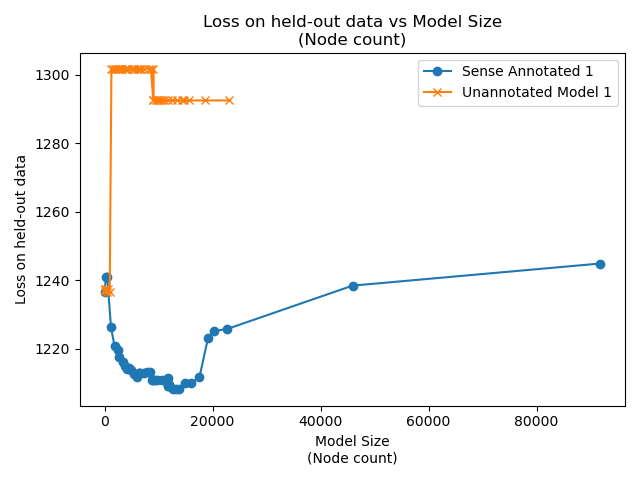 Loss on held-out data vs Model Size
(Node count)
Sense Annotated 1
Unannotated Model 1
Loss on held-out data
1300
1280
1260
1240
1220
0
20000
40000
60000
80000
Model Size
(Node count)